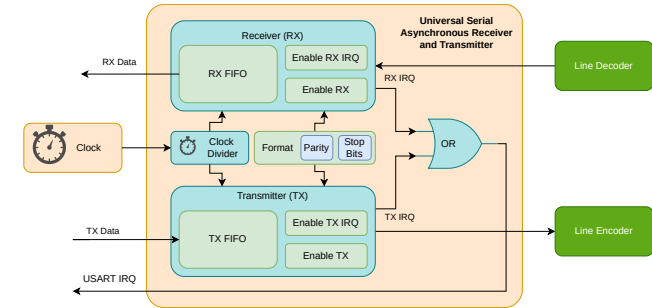 Universal Serial
Asynchronous Receiver
and Transmitter
Receiver (RX)
RX Data
RX FIFO
Enable RX IRQ
Enable RX
RX IRQ
Line Decoder
Clock
Clock
Divider
Format
Parity
Stop
Bits
OR
Transmitter (TX)
TX Data
TX FIFO
Enable TX IRQ
Enable TX
TX IRQ
Line Encoder
USART IRQ